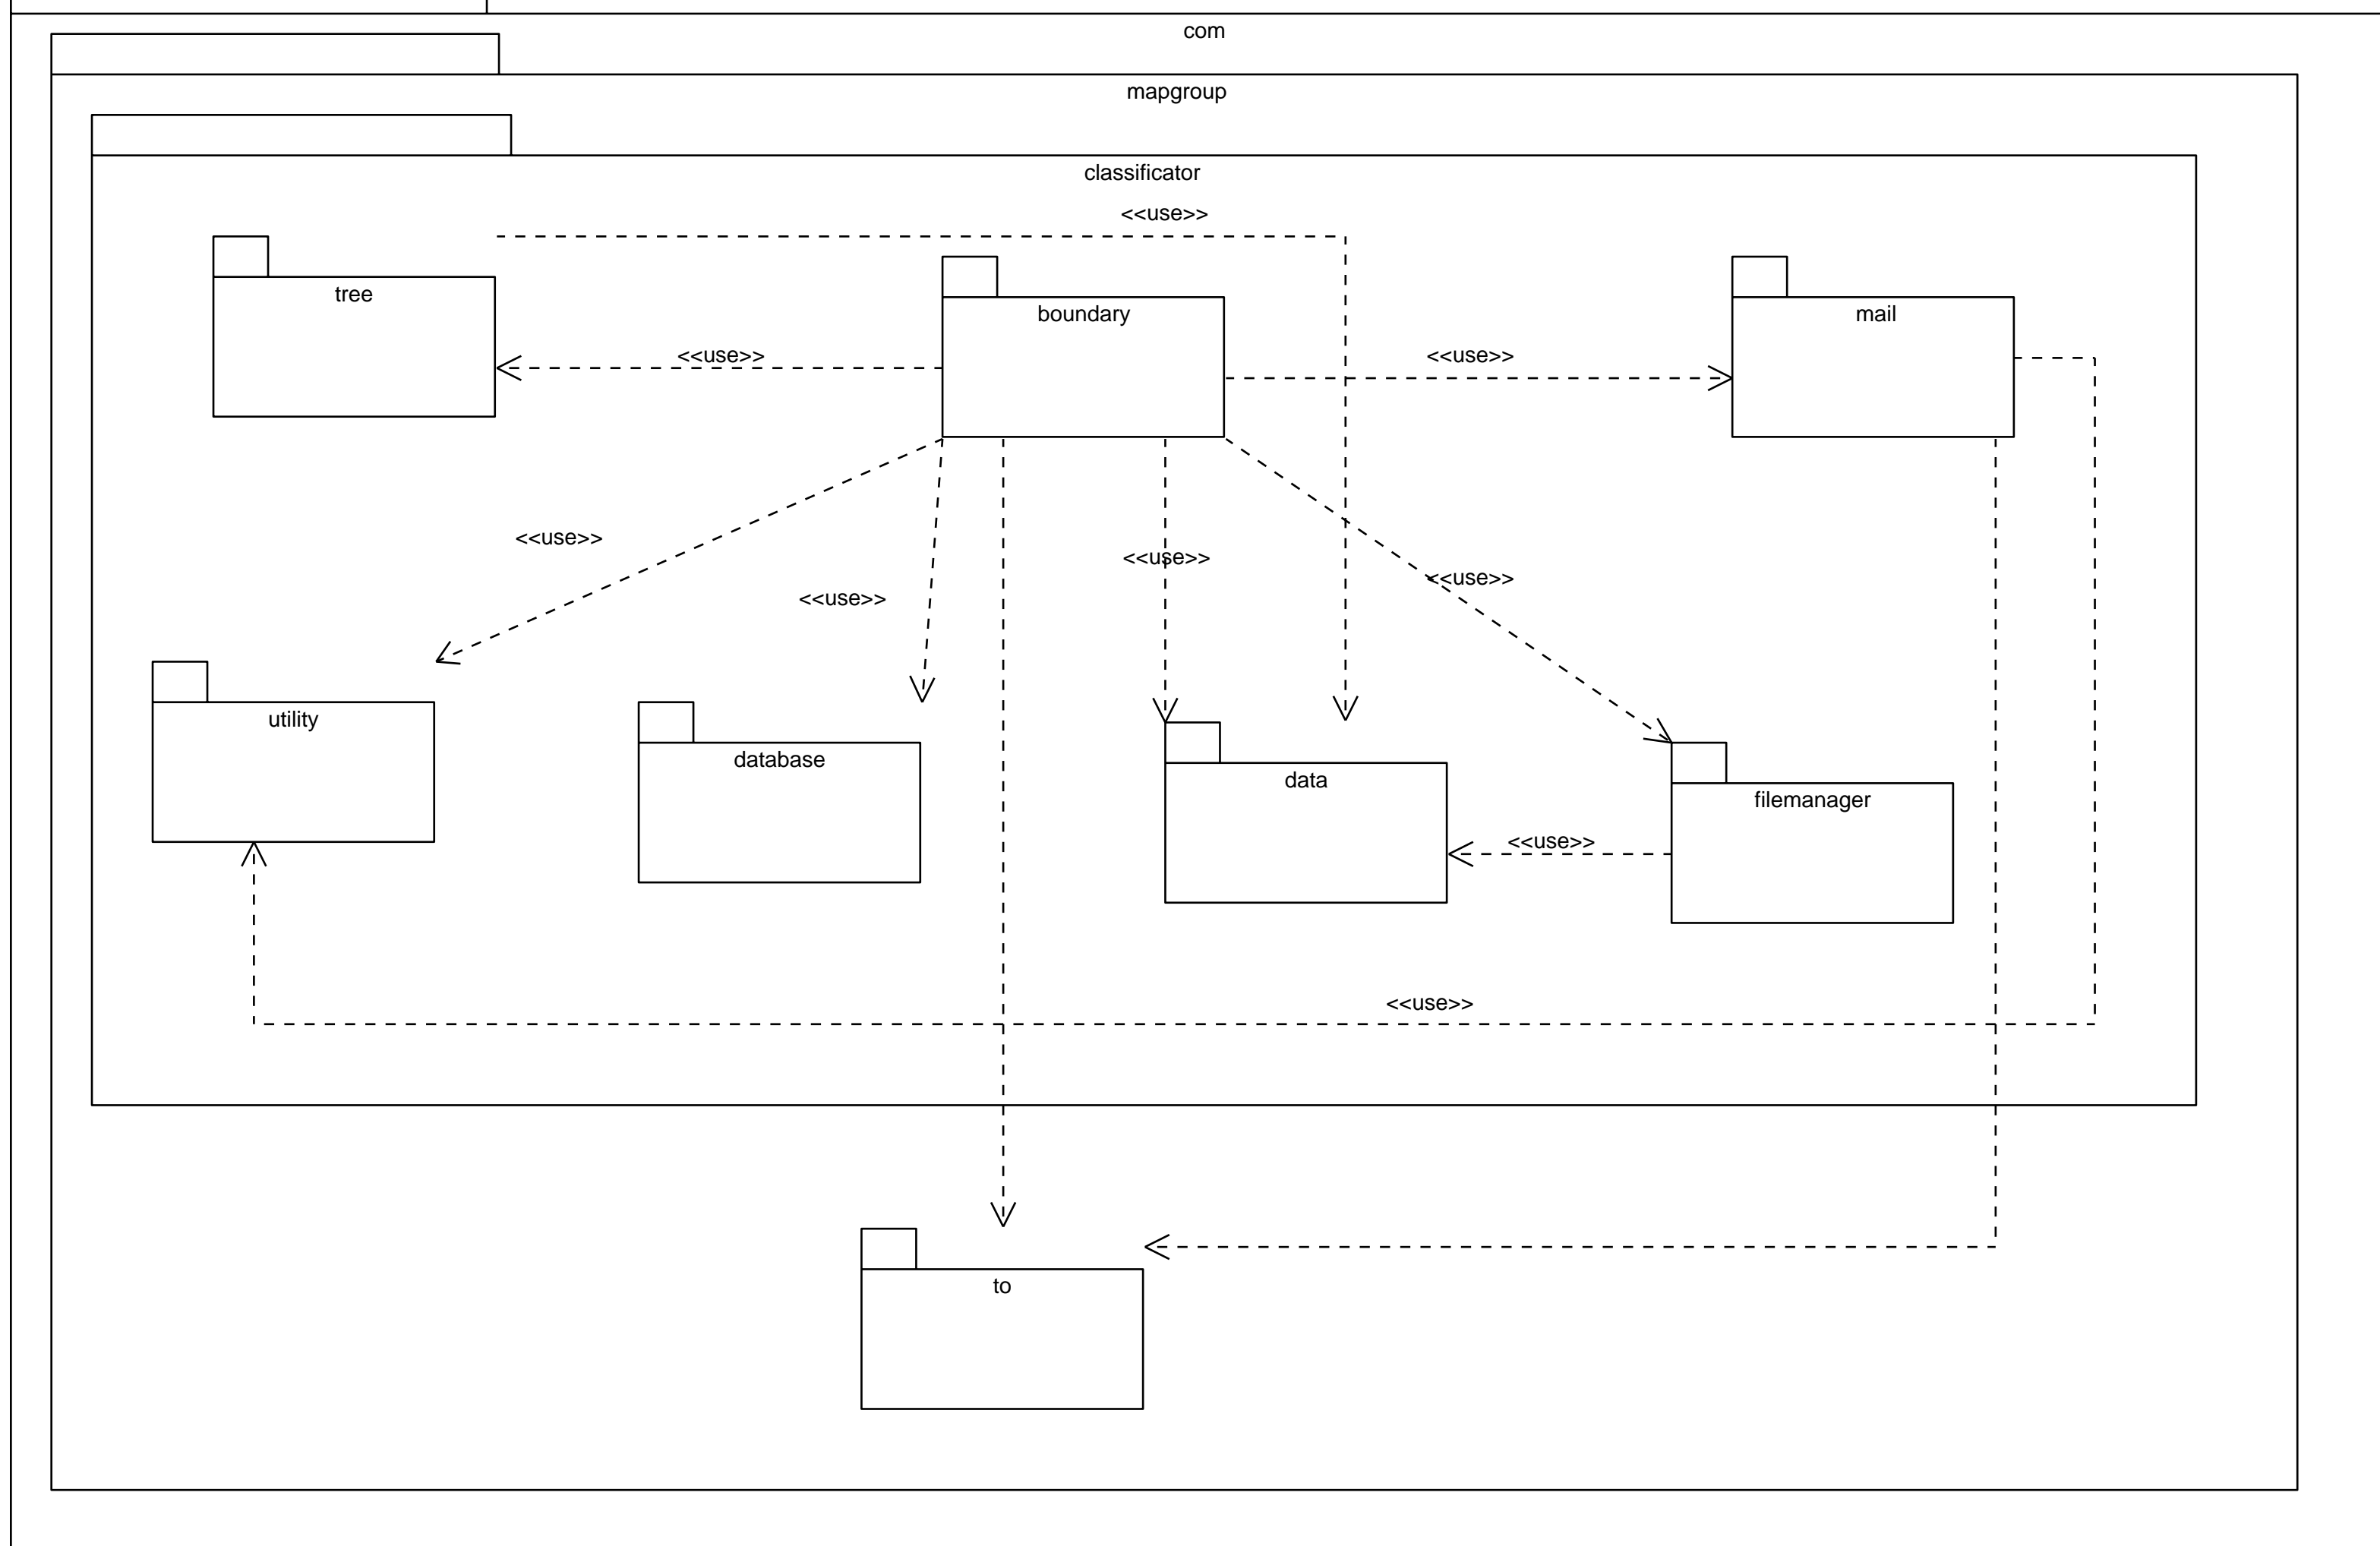 com
mapgroup
classificator
<<use>>
tree
boundary
mail
<<use>>
<<use>>
<<use>>
<<use>>
<<use>>
<<use>>
utility
database
data
filemanager
<<use>>
<<use>>
to